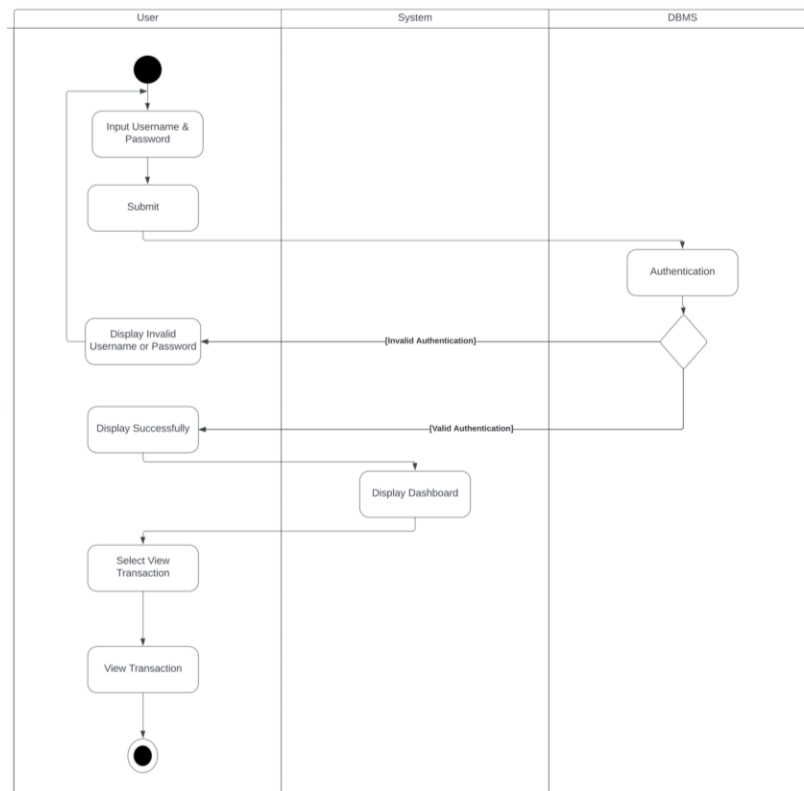 User
System
DBMS
Input Username &
Password
Submit
Authentication
Display Invalid
Username or Password
[Invalid Authentication]
Display Successfully
[Valid Authentication]
Display Dashboard
Select View
Transaction
View Transaction